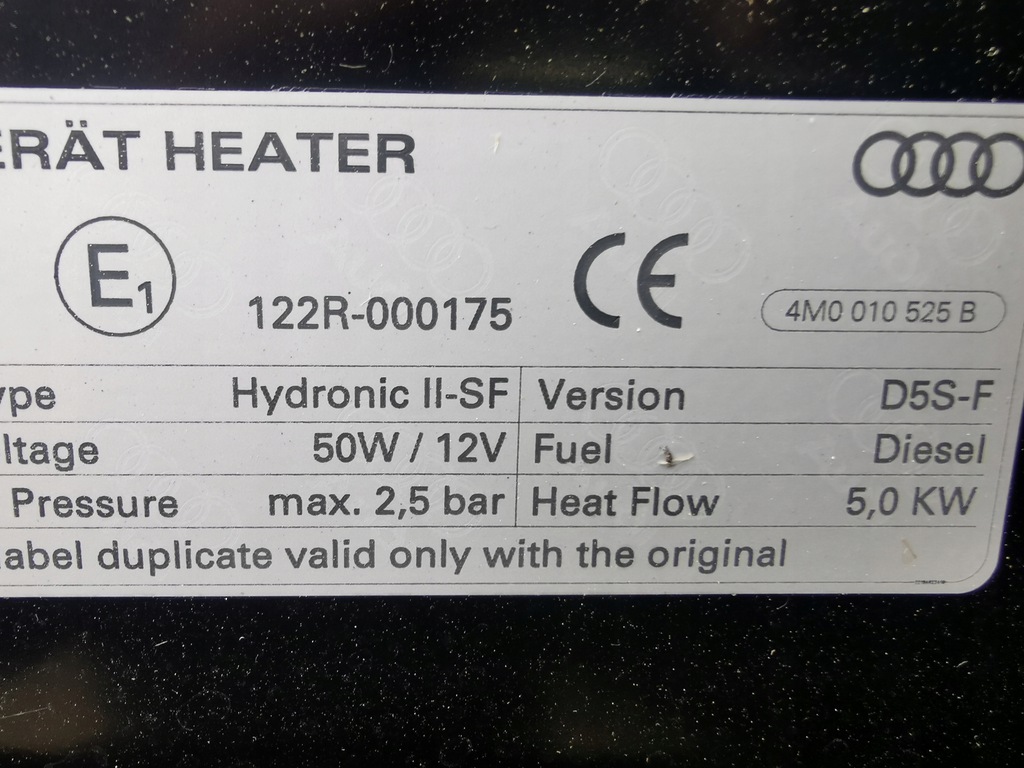 ERÄT HEATER
E1
122R-000175
CE
4M0 010 525 B
ype Hydronic II-SF Version D5S-F
ltage 50W / 12V Fuel Diesel
Pressure max. 2,5 bar Heat Flow 5,0 KW
abel duplicate valid only with the original